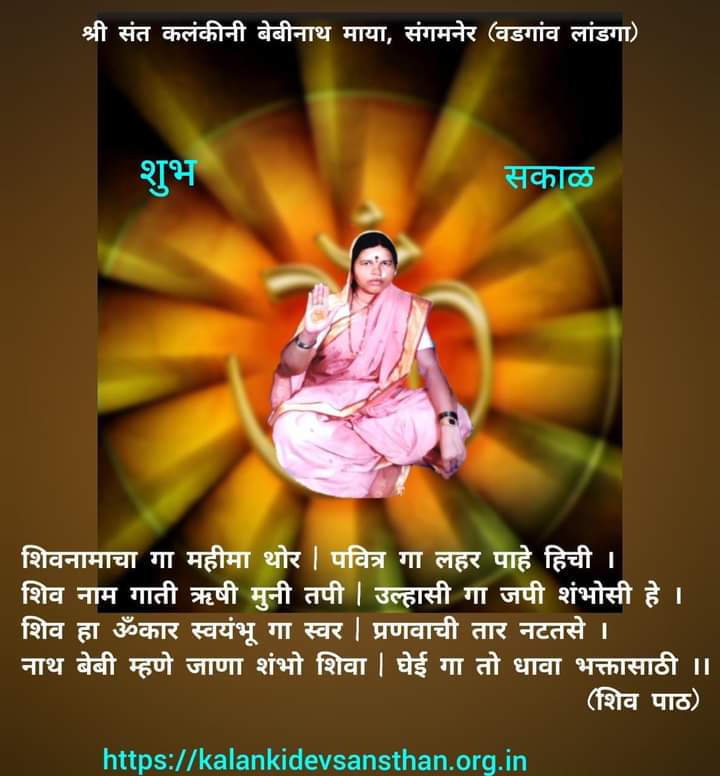 श्री संत कलंकीनी बेबीनाथ माया, संगमनेर (वडगांव लांडगा)
शुभ सकाळ
शिवनामाचा गा महीमा थोर | पवित्र गा लहर पाहे हिची ।
शिव नाम गाती ऋषी मुनी तपी | उल्हासी गा जपी शंभोसी हे ।
शिव हा ॐकार स्वयंभू गा स्वर | प्रणवाची तार नटतसे ।
नाथ बेबी म्हणे जाणा शंभो शिवा | घेई गा तो धावा भक्तासाठी ।।
(शिव पाठ)
https://kalankidevsansthan.org.in